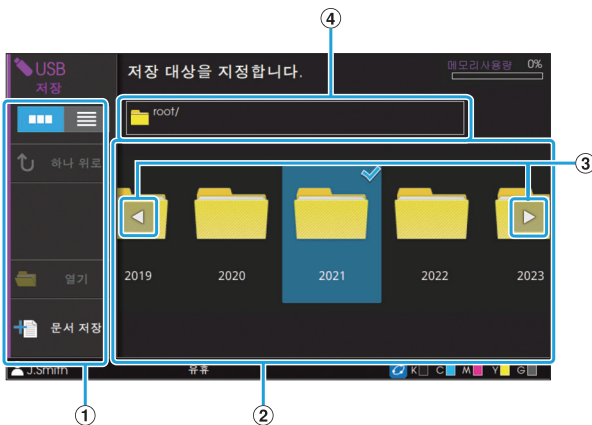 ④
USB
저장
저장 대상을 지정합니다.
메모리사용량 0%
root/
하나 위로
③
2019 2020 2021 2022 2023
열기
문서 저장
J.Smith 유휴 K C M Y G
① ②